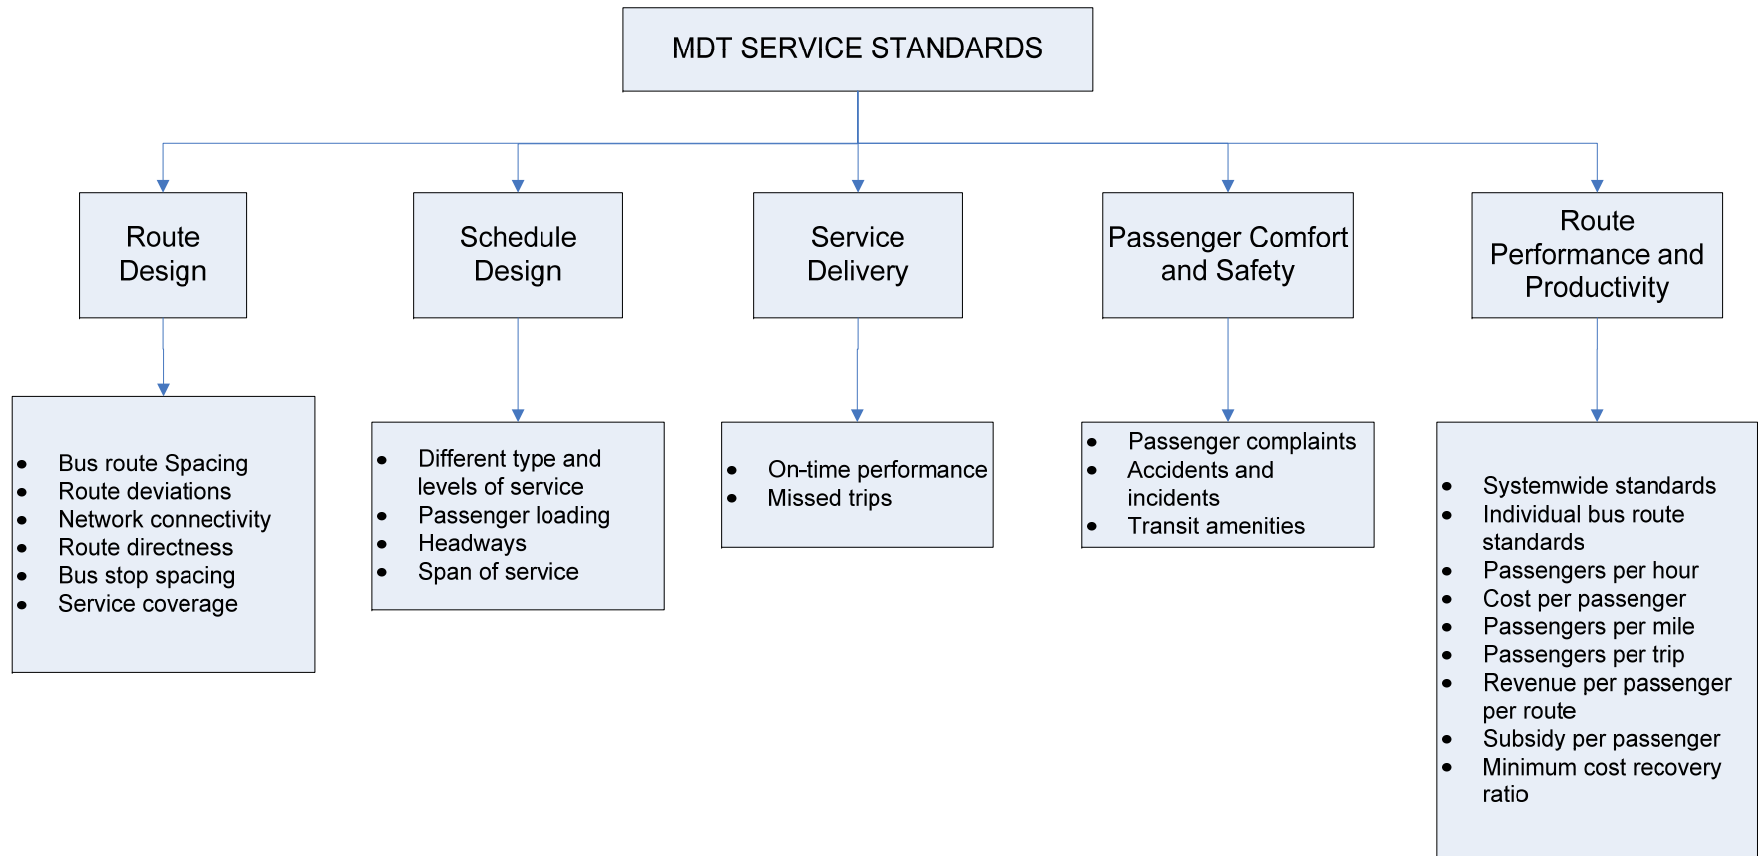 MDT SERVICE STANDARDS
Route
Design
Schedule
Design
Service
Delivery
Passenger Comfort
and Safety
Route
Performance and
Productivity
• Bus route Spacing
• Route deviations
• Network connectivity
• Route directness
• Bus stop spacing
• Service coverage
• Different type and
levels of service
• Passenger loading
• Headways
• Span of service
• On-time performance
• Missed trips
• Passenger complaints
• Accidents and
incidents
• Transit amenities
• Systemwide standards
• Individual bus route
standards
• Passengers per hour
• Cost per passenger
• Passengers per mile
• Passengers per trip
• Revenue per passenger
per route
• Subsidy per passenger
• Minimum cost recovery
ratio